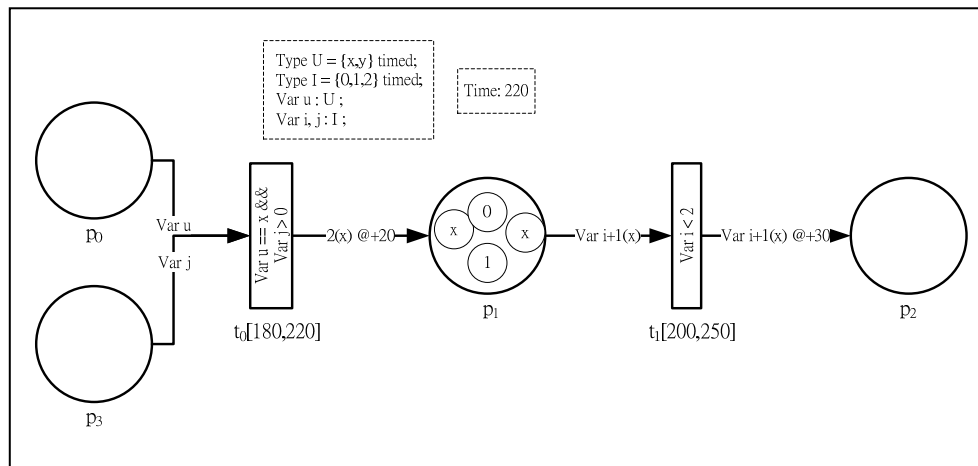 Type U = {x,y} timed;
Type I = {0,1,2} timed;
Var u : U ;
Var i, j : I ;
Time: 220
p0
Var u
Var j
p3
Var u == x &&
Var j > 0
t0[180,220]
2(x) @+20
0
x
x
1
p1
Var i+1(x)
Var i < 2
t1[200,250]
Var i+1(x) @+30
p2